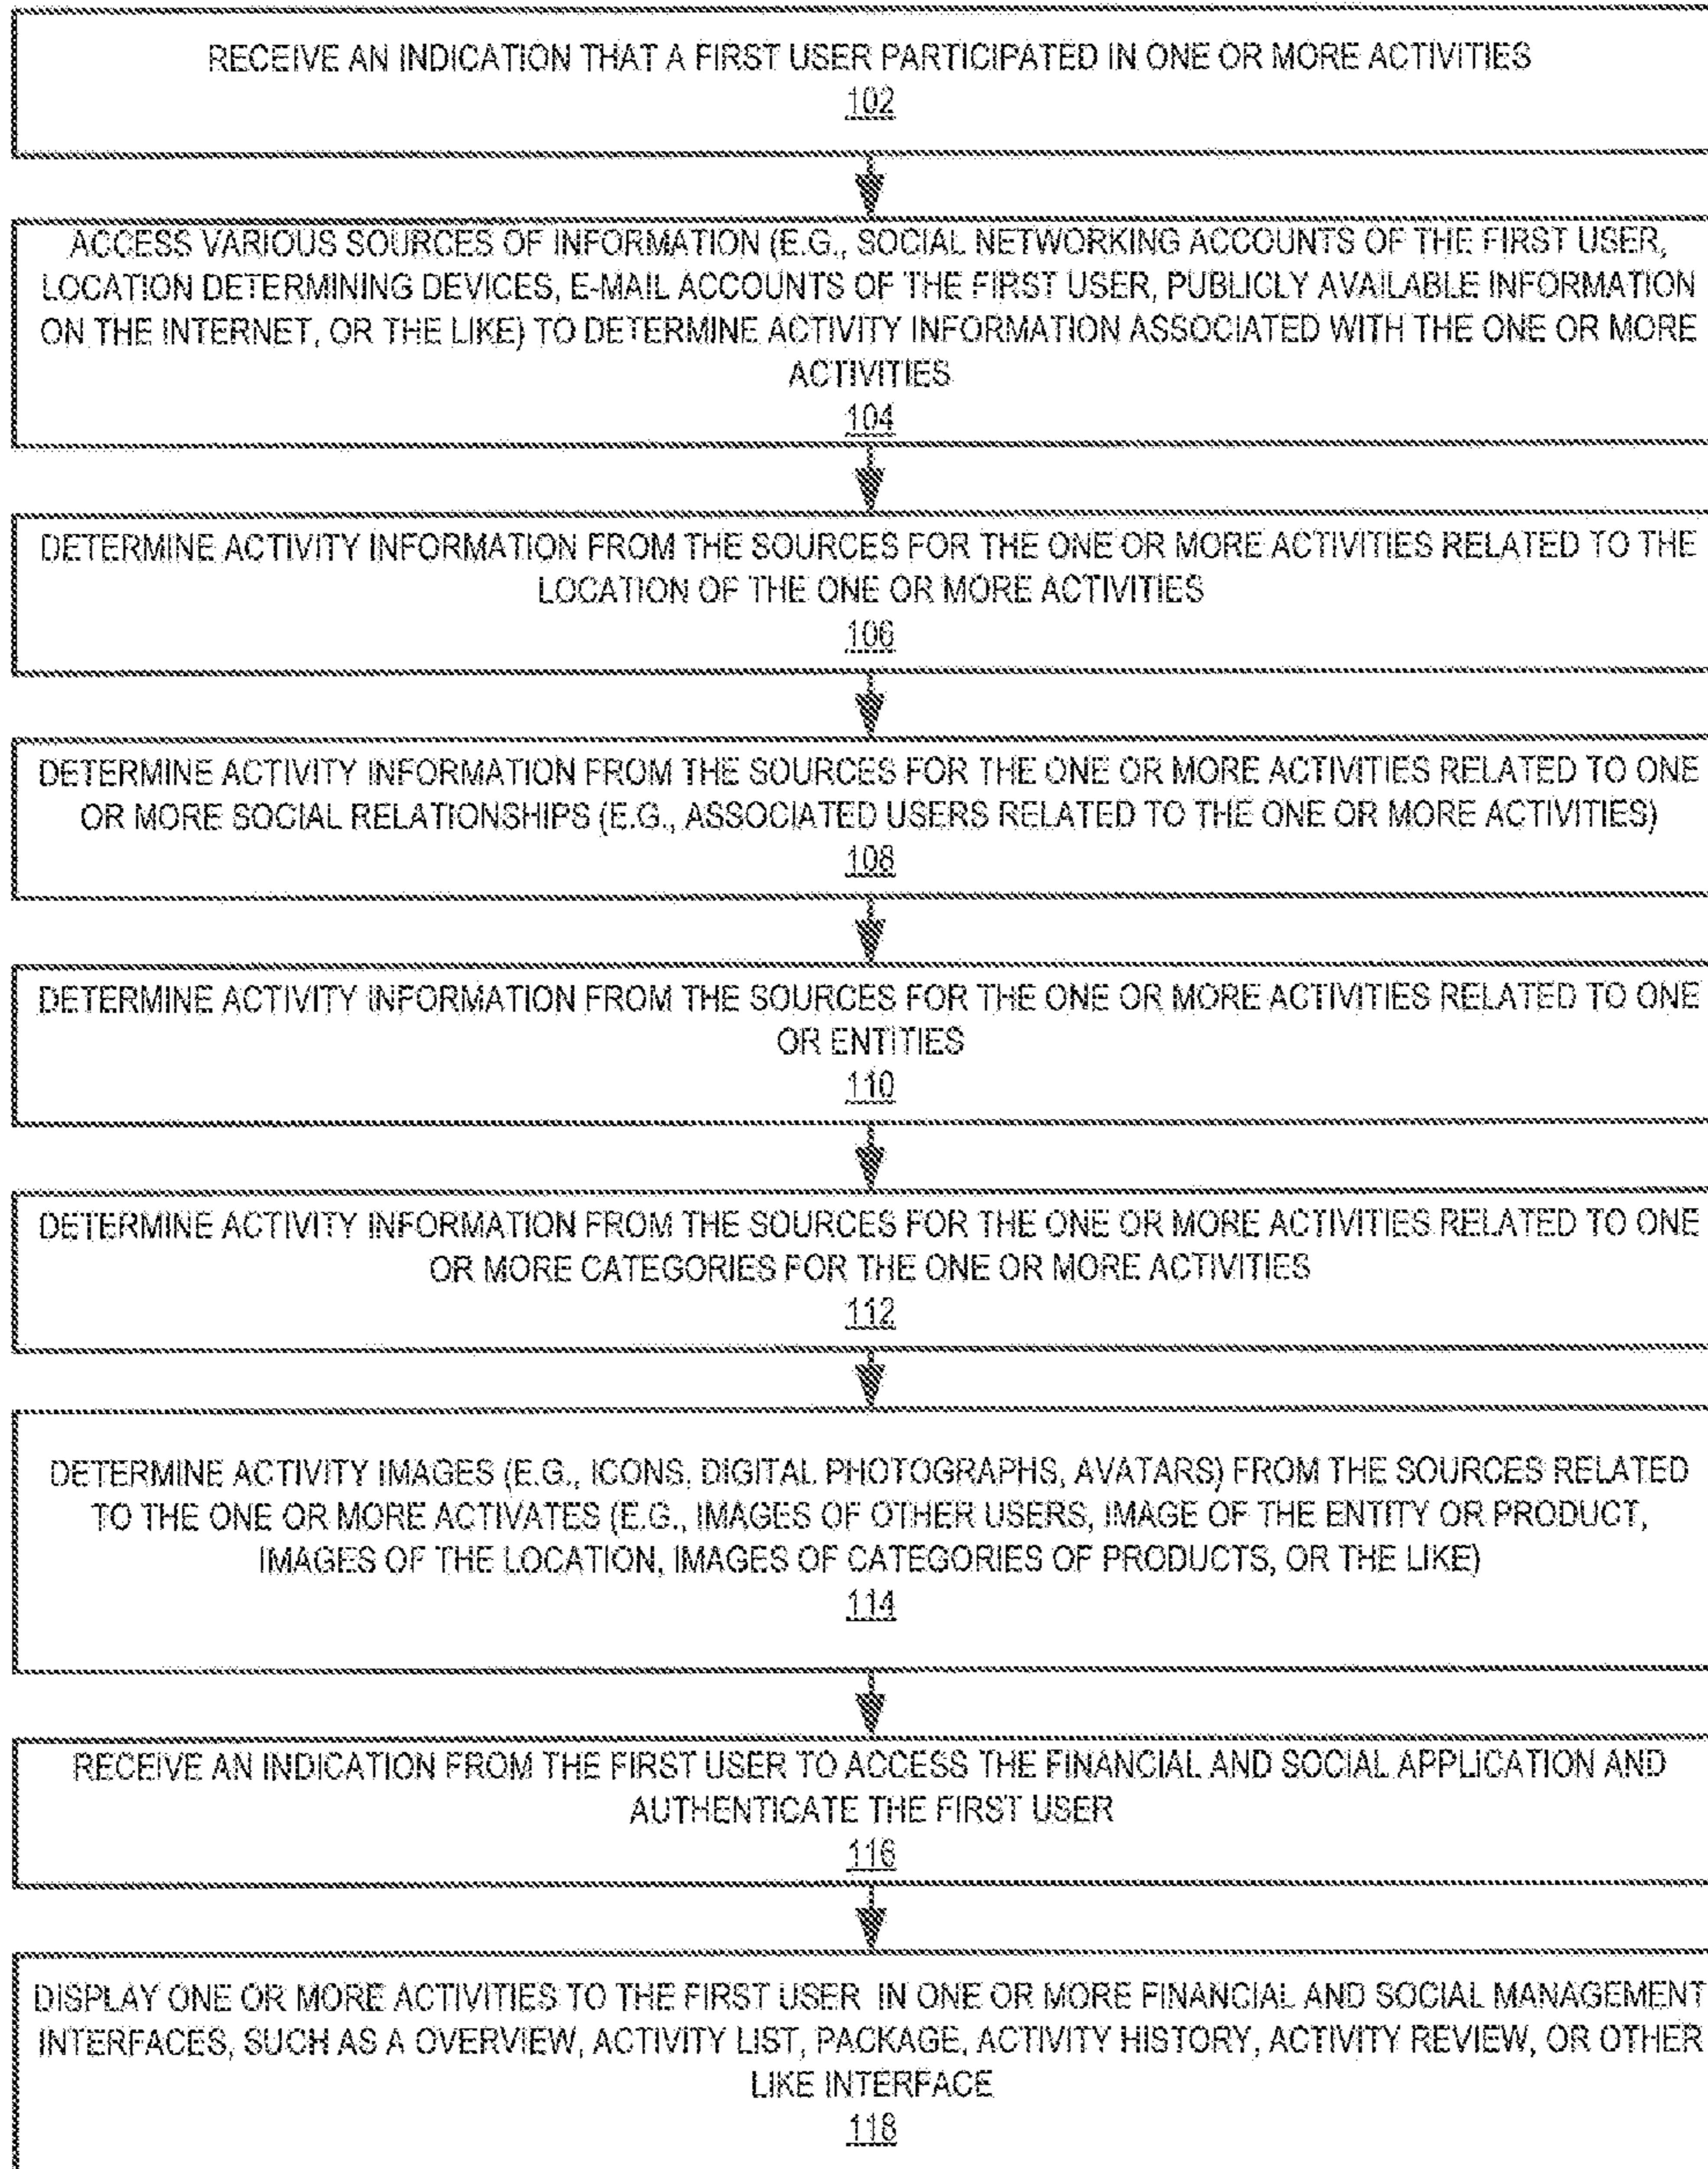 RECEIVE AN INDICATION THAT A FIRST USER PARTICIPATED IN ONE OR MORE ACTIVITIES
102
ACCESS VARIOUS SOURCES OF INFORMATION (E.G., SOCIAL NETWORKING ACCOUNTS OF THE FIRST USER,
LOCATION DETERMINING DEVICES, E-MAIL ACCOUNTS OF THE FIRST USER, PUBLICLY AVAILABLE INFORMATION
ON THE INTERNET, OR THE LIKE) TO DETERMINE ACTIVITY INFORMATION ASSOCIATED WITH THE ONE OR MORE
ACTIVITIES
104
DETERMINE ACTIVITY INFORMATION FROM THE SOURCES FOR THE ONE OR MORE ACTIVITIES RELATED TO THE
LOCATION OF THE ONE OR MORE ACTIVITIES
106
DETERMINE ACTIVITY INFORMATION FROM THE SOURCES FOR THE ONE OR MORE ACTIVITIES RELATED TO ONE
OR MORE SOCIAL RELATIONSHIPS (E.G., ASSOCIATED USERS RELATED TO THE ONE OR MORE ACTIVITIES)
108
DETERMINE ACTIVITY INFORMATION FROM THE SOURCES FOR THE ONE OR MORE ACTIVITIES RELATED TO ONE
OR ENTITIES
110
DETERMINE ACTIVITY INFORMATION FROM THE SOURCES FOR THE ONE OR MORE ACTIVITIES RELATED TO ONE
OR MORE CATEGORIES FOR THE ONE OR MORE ACTIVITIES
112
DETERMINE ACTIVITY IMAGES (E.G., ICONS, DIGITAL PHOTOGRAPHS, AVATARS) FROM THE SOURCES RELATED
TO THE ONE OR MORE ACTIVATES (E.G., IMAGES OF OTHER USERS, IMAGE OF THE ENTITY OR PRODUCT,
IMAGES OF THE LOCATION, IMAGES OF CATEGORIES OF PRODUCTS, OR THE LIKE)
114
RECEIVE AN INDICATION FROM THE FIRST USER TO ACCESS THE FINANCIAL AND SOCIAL APPLICATION AND
AUTHENTICATE THE FIRST USER
116
DISPLAY ONE OR MORE ACTIVITIES TO THE FIRST USER IN ONE OR MORE FINANCIAL AND SOCIAL MANAGEMENT
INTERFACES, SUCH AS A OVERVIEW, ACTIVITY LIST, PACKAGE, ACTIVITY HISTORY, ACTIVITY REVIEW, OR OTHER
LIKE INTERFACE
118